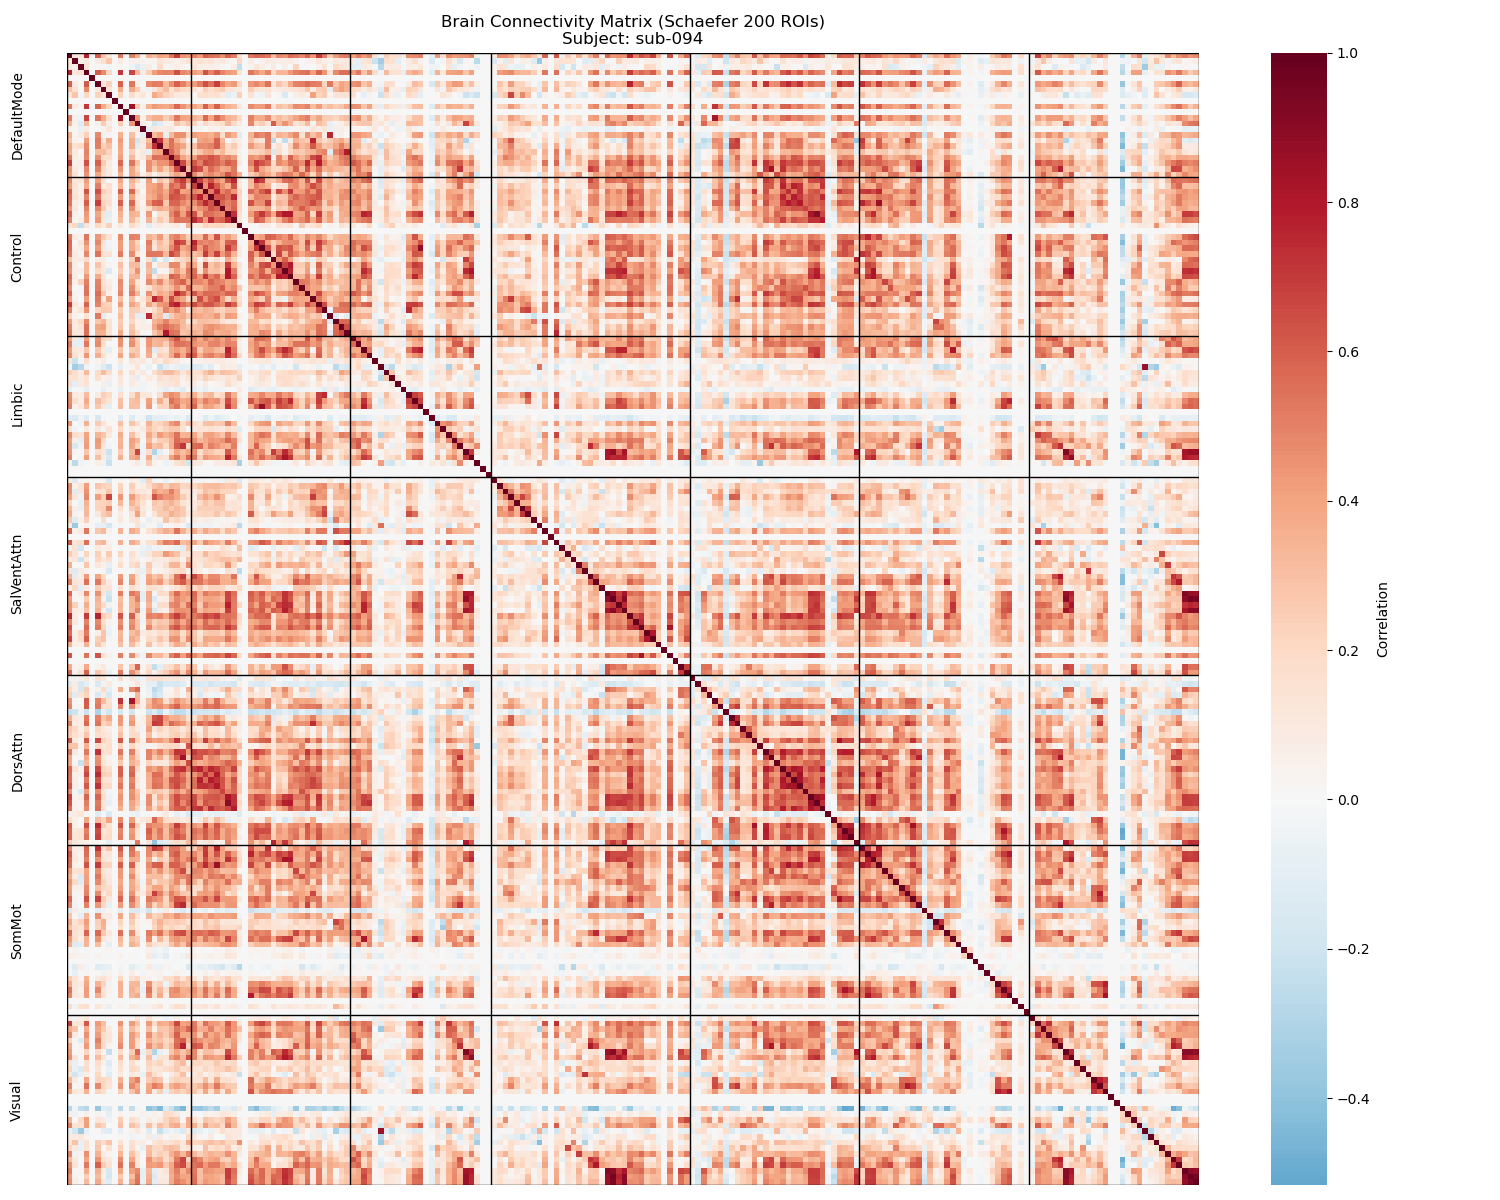 Brain Connectivity Matrix (Schaefer 200 ROIs)
Subject: sub-094
DefaultMode
Control
Limbic
SalVentAttn
DorsAttn
SomMot
Visual
1.0
0.8
0.6
0.4
0.2
0.0
−0.2
−0.4
Correlation